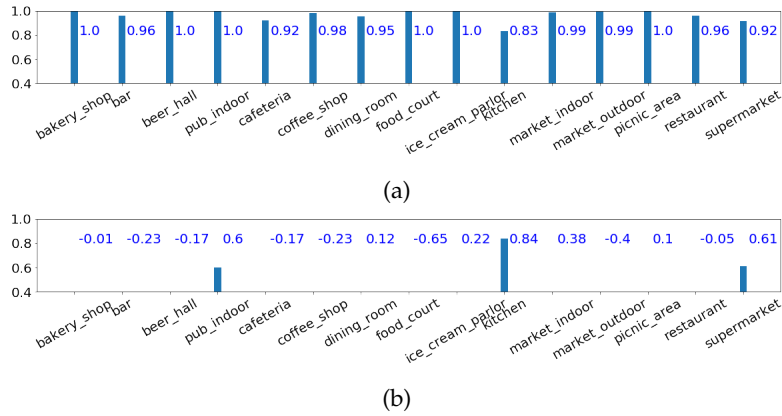 1.0
0.8
0.6
0.4
1.0 0.96 1.0 1.0 0.92 0.98 0.95 1.0 1.0 0.83 0.99 0.99 1.0 0.96 0.92
bakery_shop bar beer_hall pub_indoor cafeteria coffee_shop dining_room food_court ice_cream_Parlor kitchen market_indoor market_outdoor picnic_area restaurant supermarket
(a)
1.0
0.8
0.6
0.4
-0.01 -0.23 -0.17 0.6 -0.17 -0.23 0.12 -0.65 0.22 0.84 0.38 -0.4 0.1 -0.05 0.61
bakery_shop bar beer_hall pub_indoor cafeteria coffee_shop dining_room food_court ice_cream_Parlor kitchen market_indoor market_outdoor picnic_area restaurant supermarket
(b)